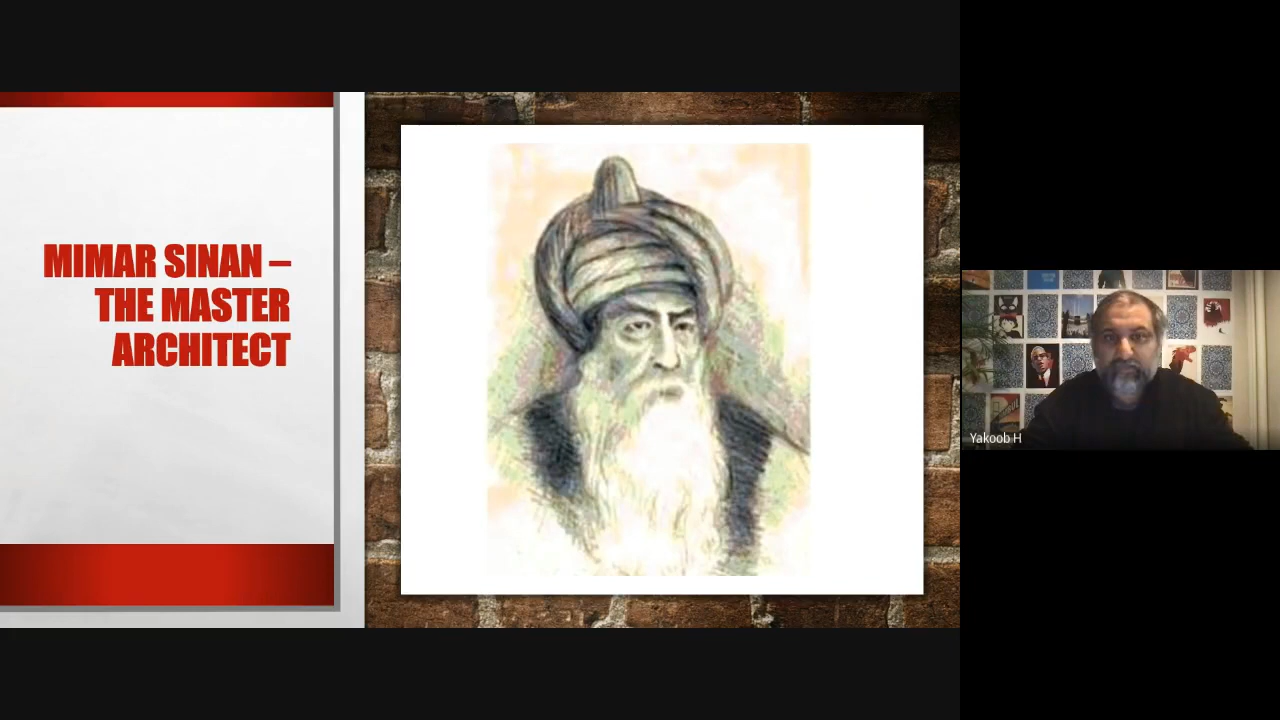 MIMAR SINAN –
THE MASTER
ARCHITECT
Yakoob H